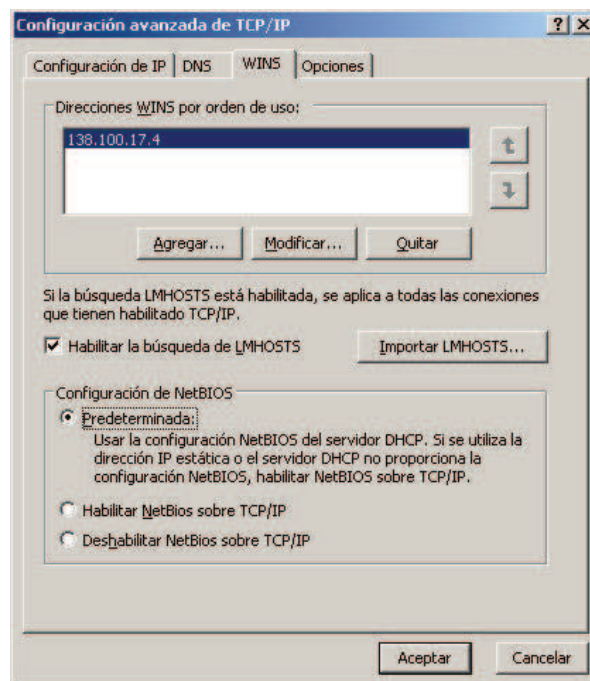 Configuración avanzada de TCP/IP
Configuración de IP DNS WINS Opciones
Direcciones WINS por orden de uso:
138.100.17.4
Agregar... Modificar... Quitar
Si la búsqueda LMHOSTS está habilitada, se aplica a todas las conexiones
que tienen habilitado TCP/IP.
Habilitar la búsqueda de LMHOSTS Importar LMHOSTS...
Configuración de NetBIOS
Predeterminada:
Usar la configuración NetBIOS del servidor DHCP. Si se utiliza la
dirección IP estática o el servidor DHCP no proporciona la
configuración NetBIOS, habilitar NetBIOS sobre TCP/IP.
Habilitar NetBios sobre TCP/IP
Deshabilitar NetBios sobre TCP/IP
Aceptar Cancelar